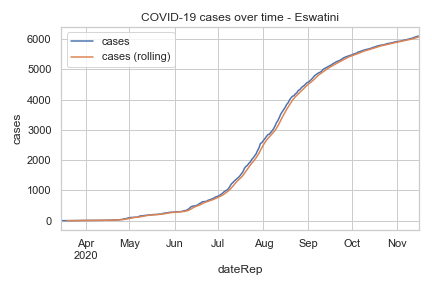 COVID-19 cases over time - Eswatini
cases
cases (rolling)
6000
5000
4000
3000
2000
1000
0
cases
Apr
2020
May
Jun
Jul
Aug
Sep
Oct
Nov
dateRep